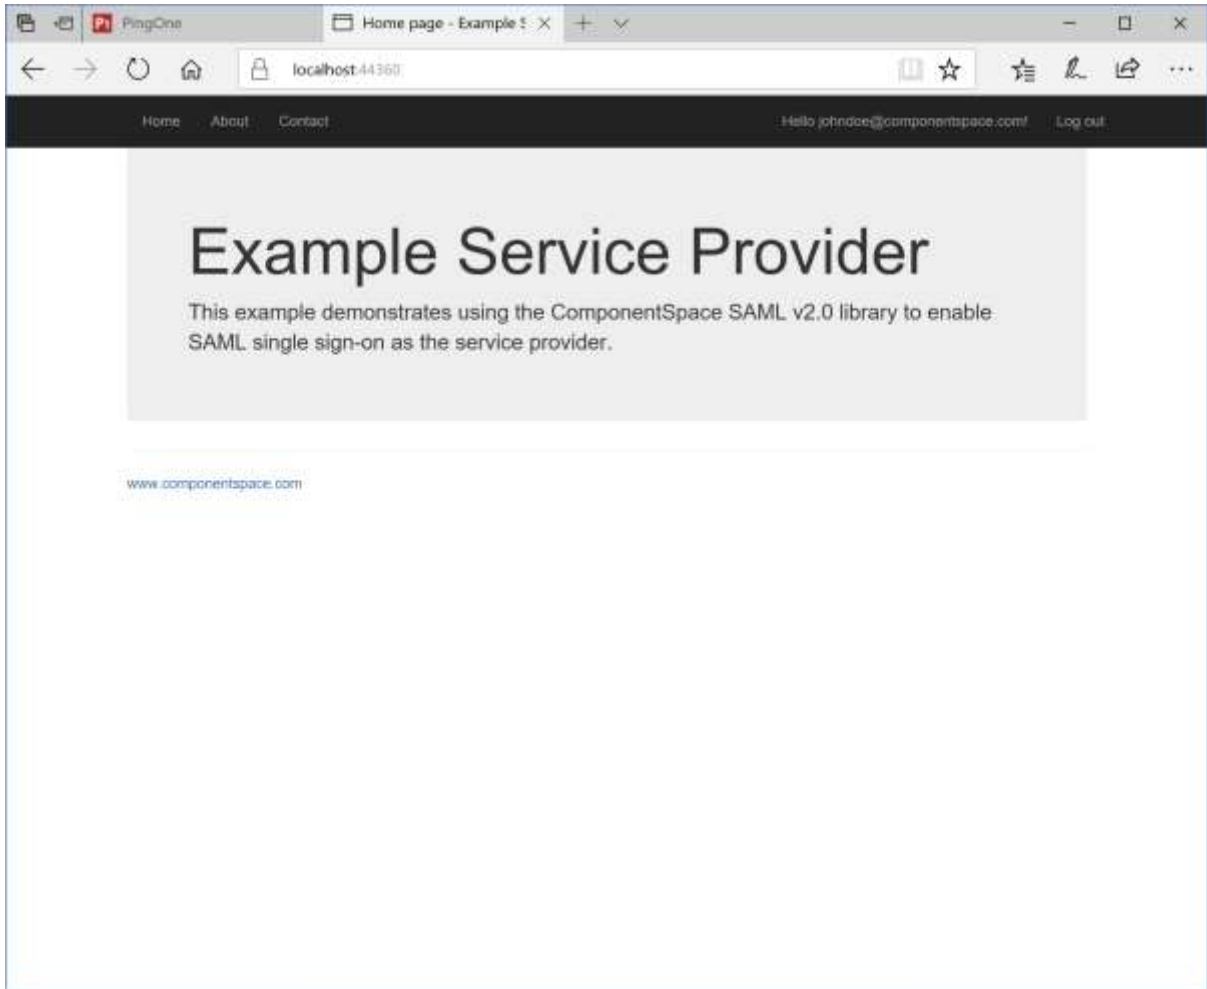 PingOne
Home page - Example S
localhost:44360
Home About Contact Hello johndoe@componentspace.com! Log out
Example Service Provider
This example demonstrates using the ComponentSpace SAML v2.0 library to enable
SAML single sign-on as the service provider.
www.componentspace.com